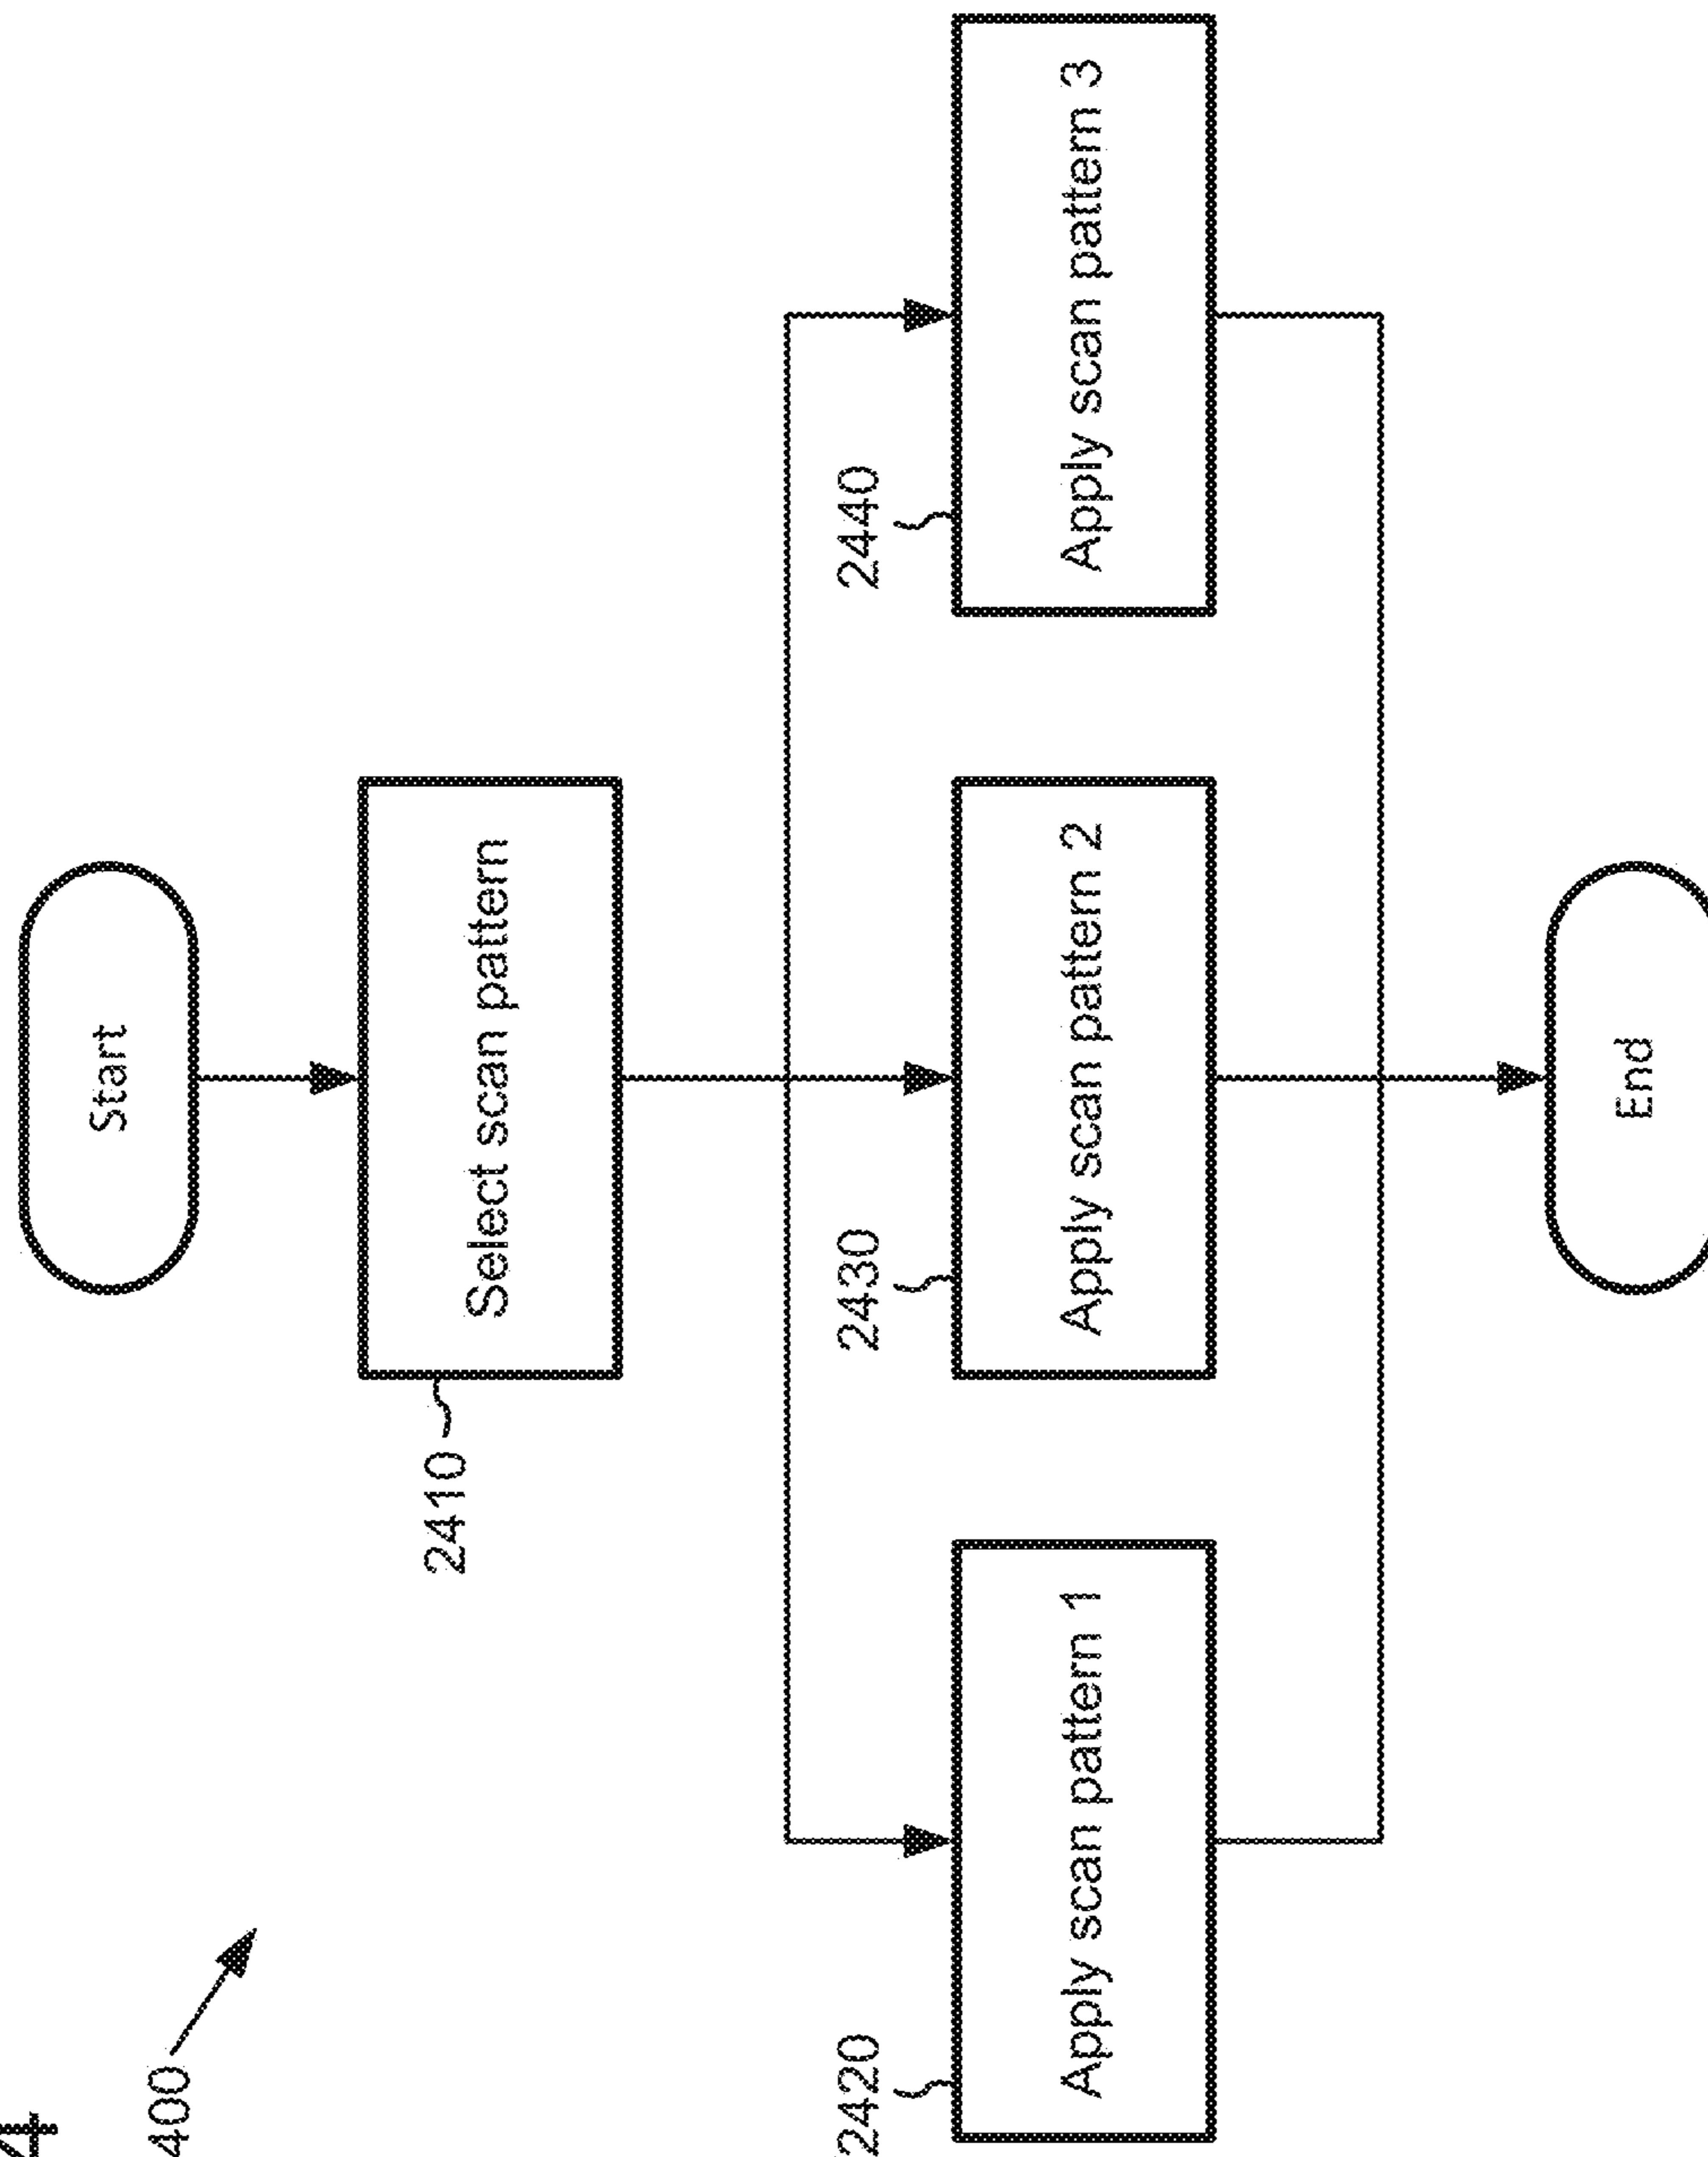 4
400
Start
2410
Select scan pattern
2420
2430
2440
Apply scan pattern 1
Apply scan pattern 2
Apply scan pattern 3
End